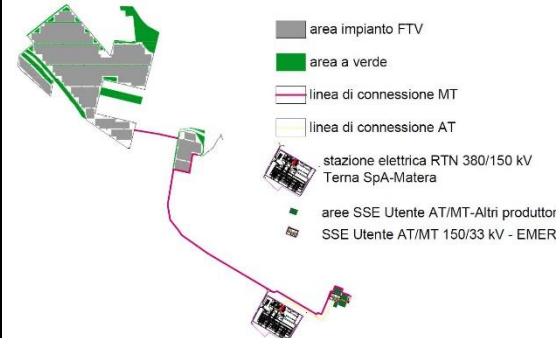 area impianto FTV
area a verde
linea di connessione MT
linea di connessione AT
stazione elettrica RTN 380/150 kV
Terna SpA-Matera
aree SSE Utente AT/MT-Altri produttor
SSE Utente AT/MT 150/33 kV - EMER